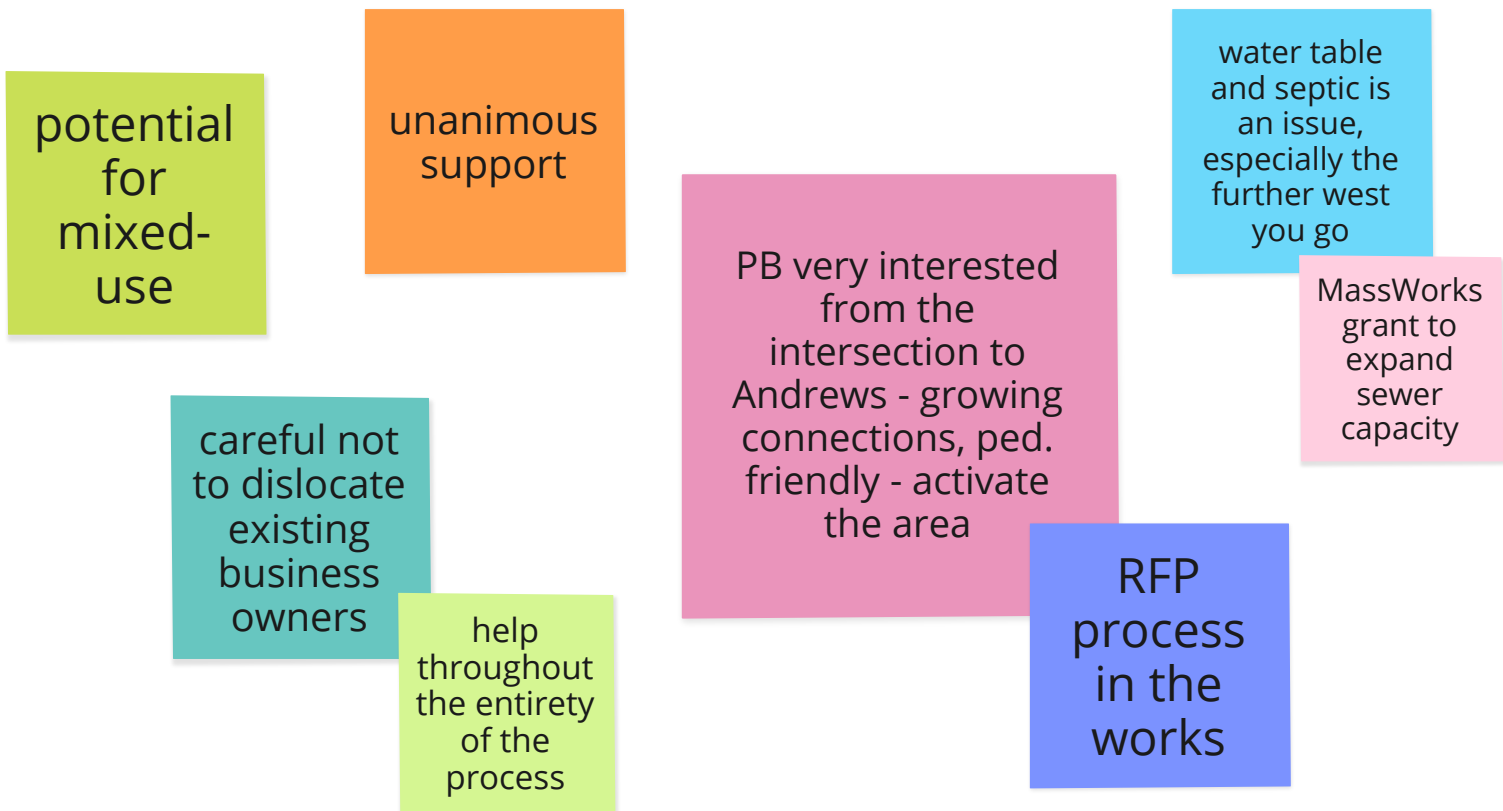 potential
for
mixed-
use
unanimous
support
water table
and septic is
an issue,
especially the
further west
you go
MassWorks
grant to
expand
sewer
capacity
PB very interested
from the
intersection to
Andrews - growing
connections, ped.
friendly - activate
the area
careful not
to dislocate
existing
business
owners
help
throughout
the entirety
of the
process
RFP
process
in the
works